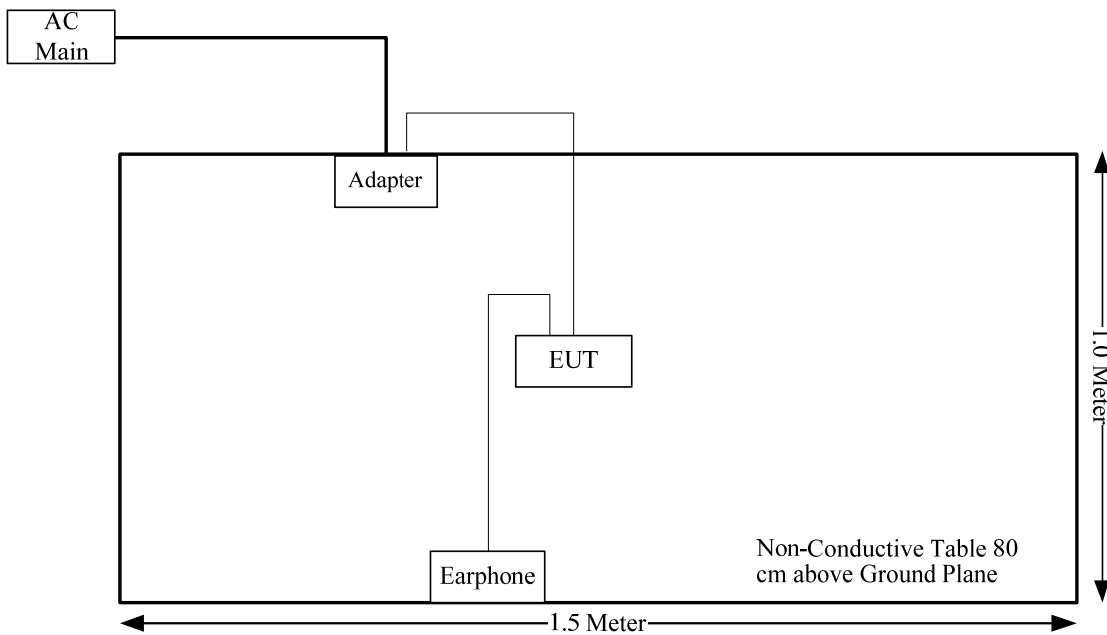 AC
Main
Adapter
EUT
1.0 Meter
Non-Conductive Table 80
cm above Ground Plane
Earphone
1.5 Meter